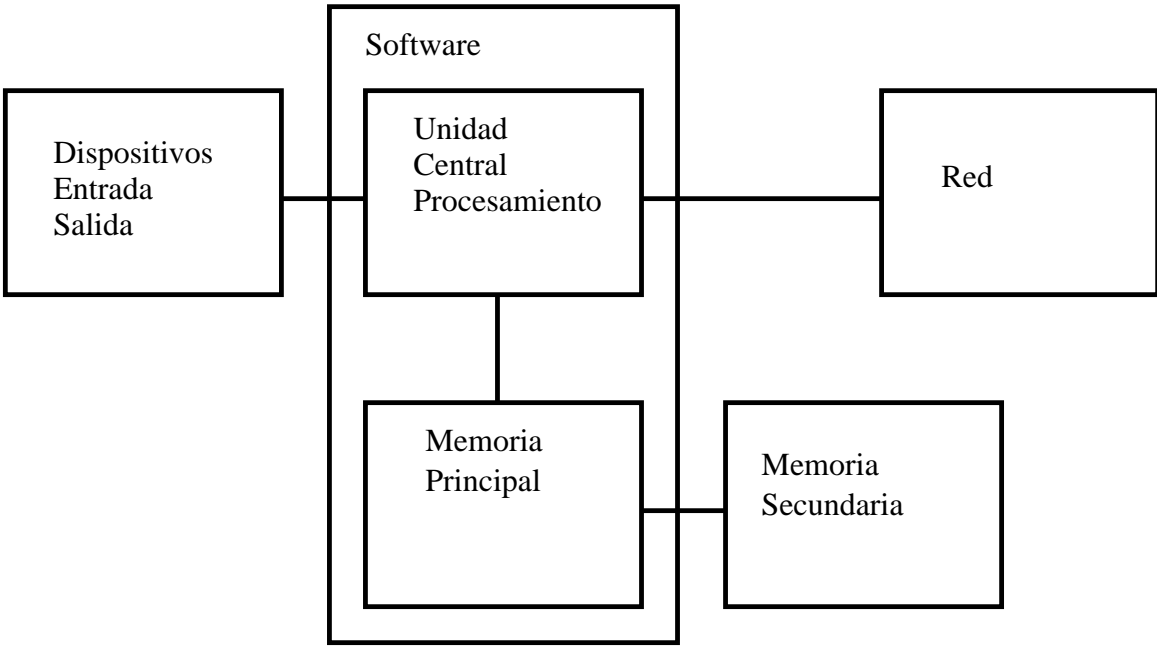 Software
Dispositivos
Entrada
Salida
Unidad
Central
Procesamiento
Red
Memoria
Principal
Memoria
Secundaria